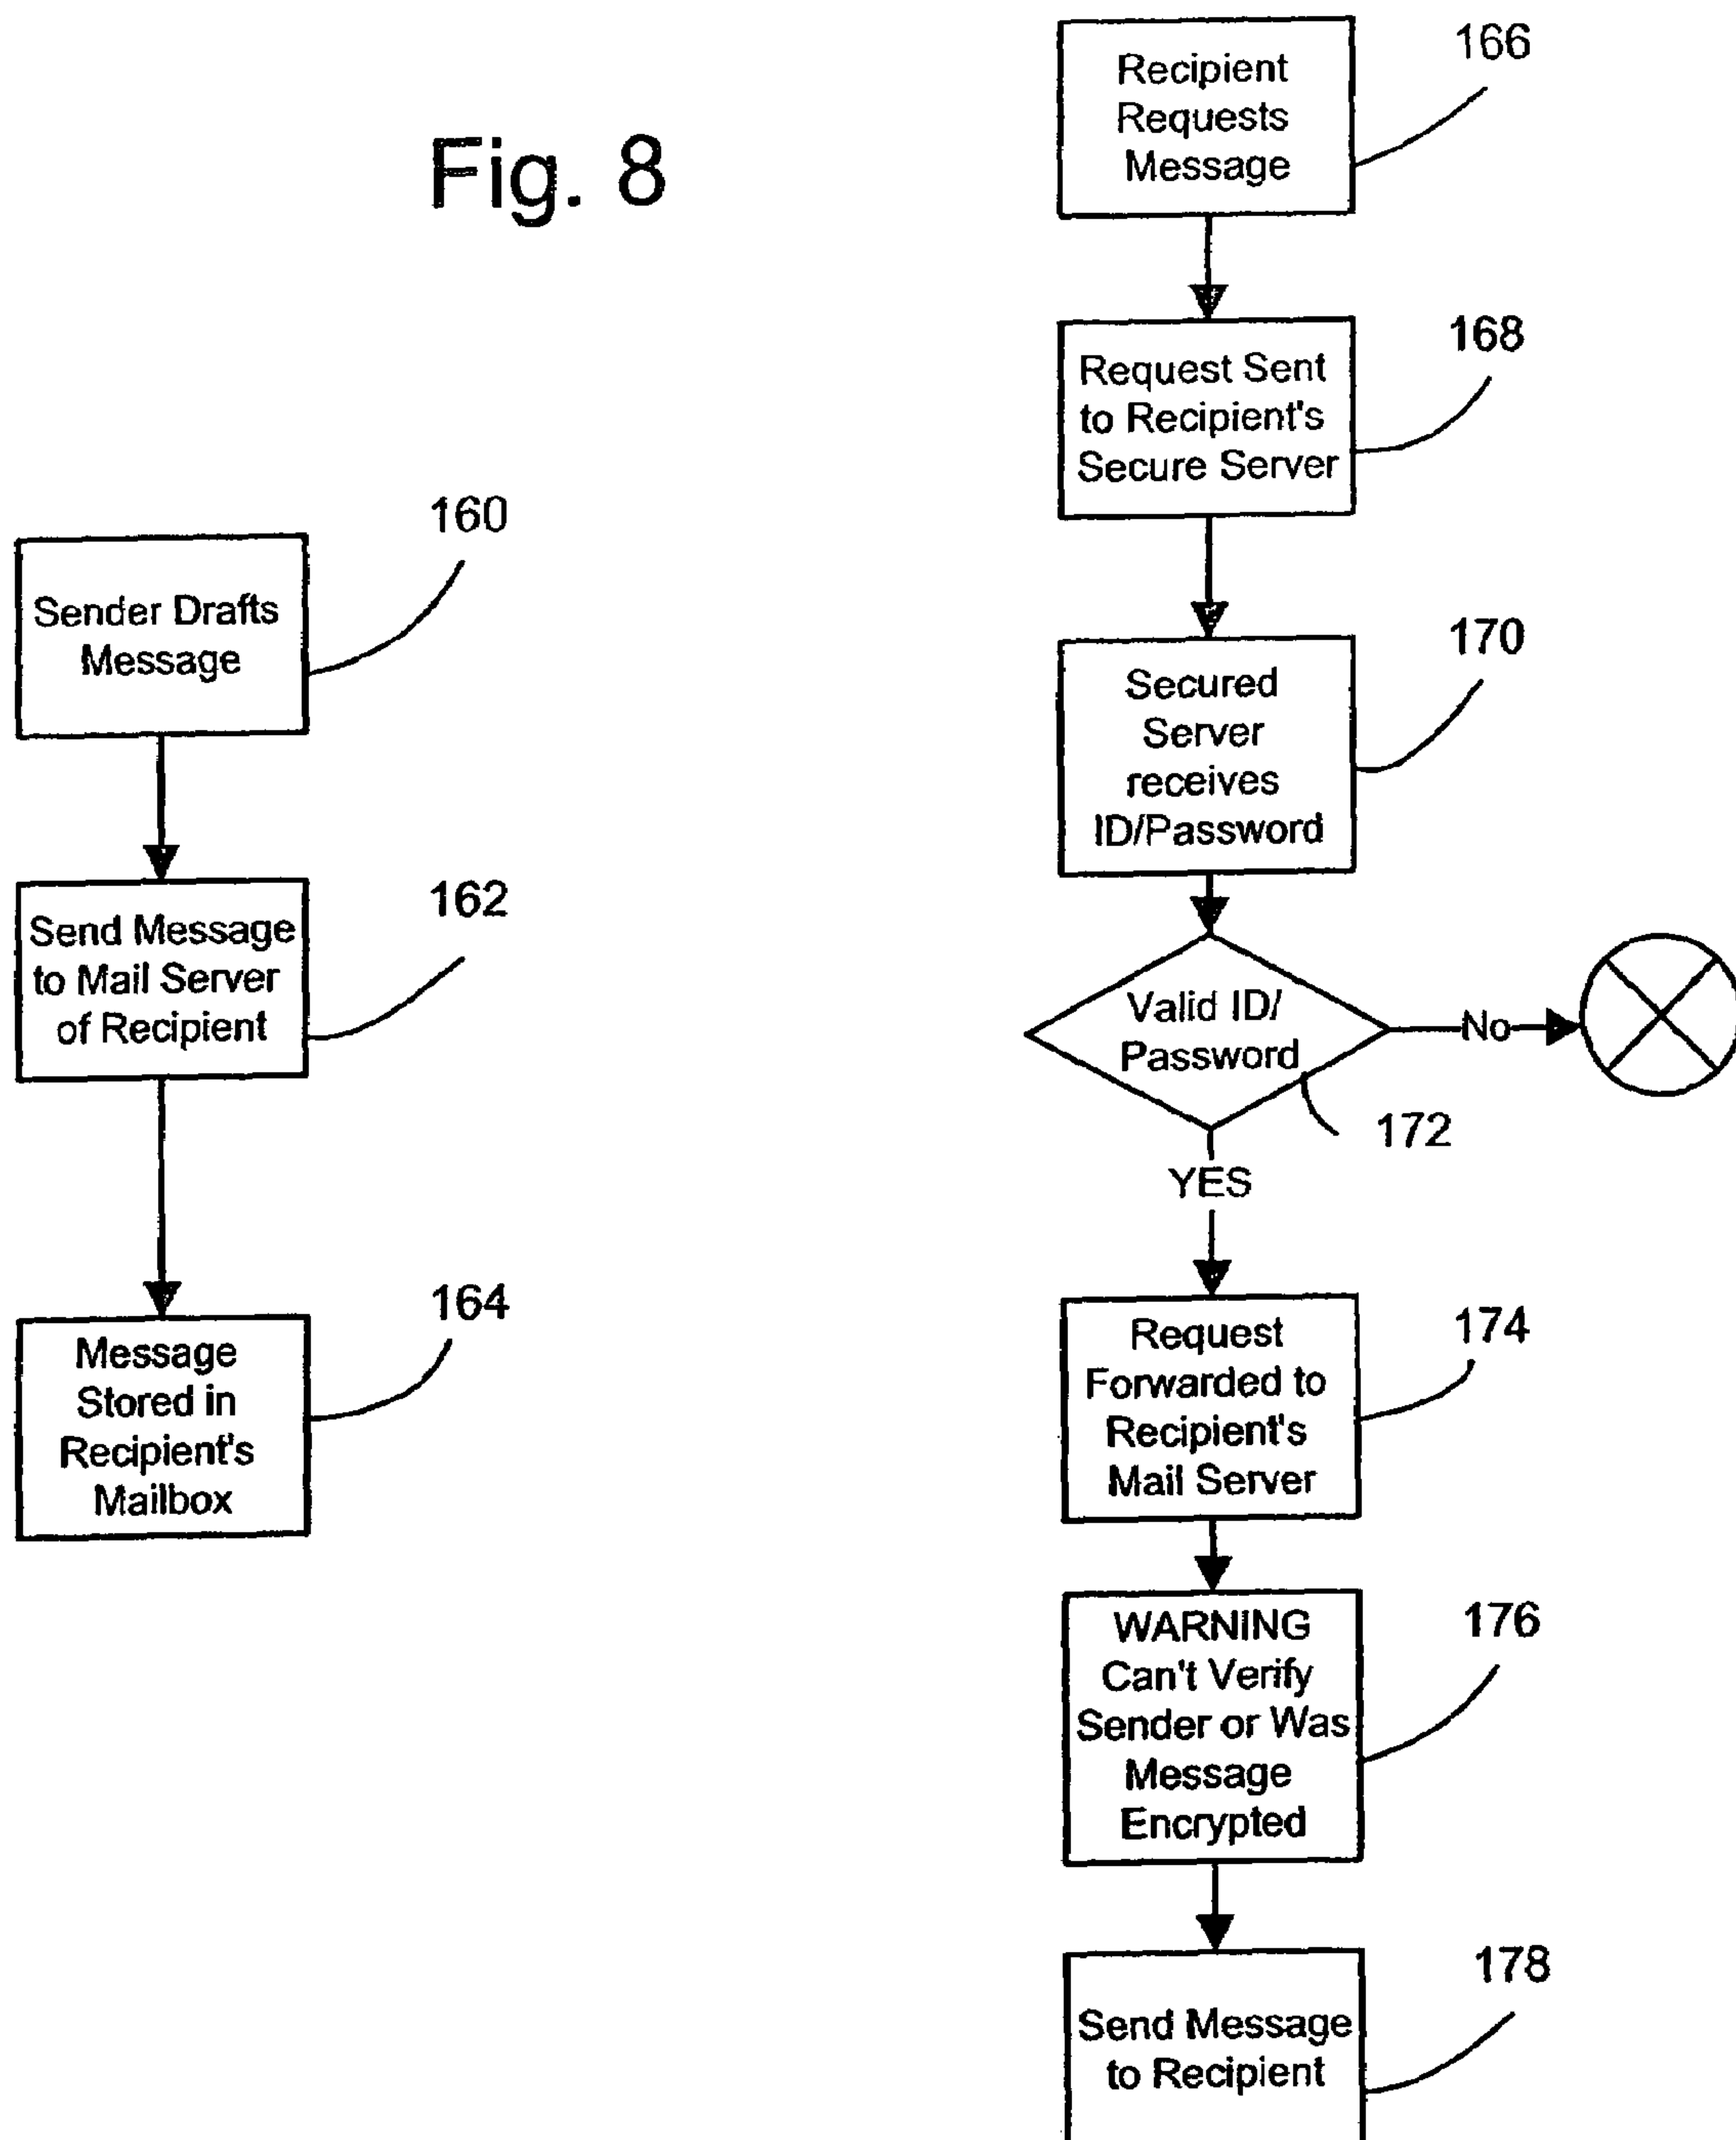 Fig. 8
160
Sender Drafts
Message
162
Send Message
to Mail Server
of Recipient
164
Message
Stored in
Recipient's
Mailbox
166
Recipient
Requests
Message
168
Request Sent
to Recipient's
Secure Server
170
Secured
Server
receives
ID/Password
Valid ID/
Password
No
172
YES
174
Request
Forwarded to
Recipient's
Mail Server
176
WARNING
Can't Verify
Sender or Was
Message
Encrypted
178
Send Message
to Recipient